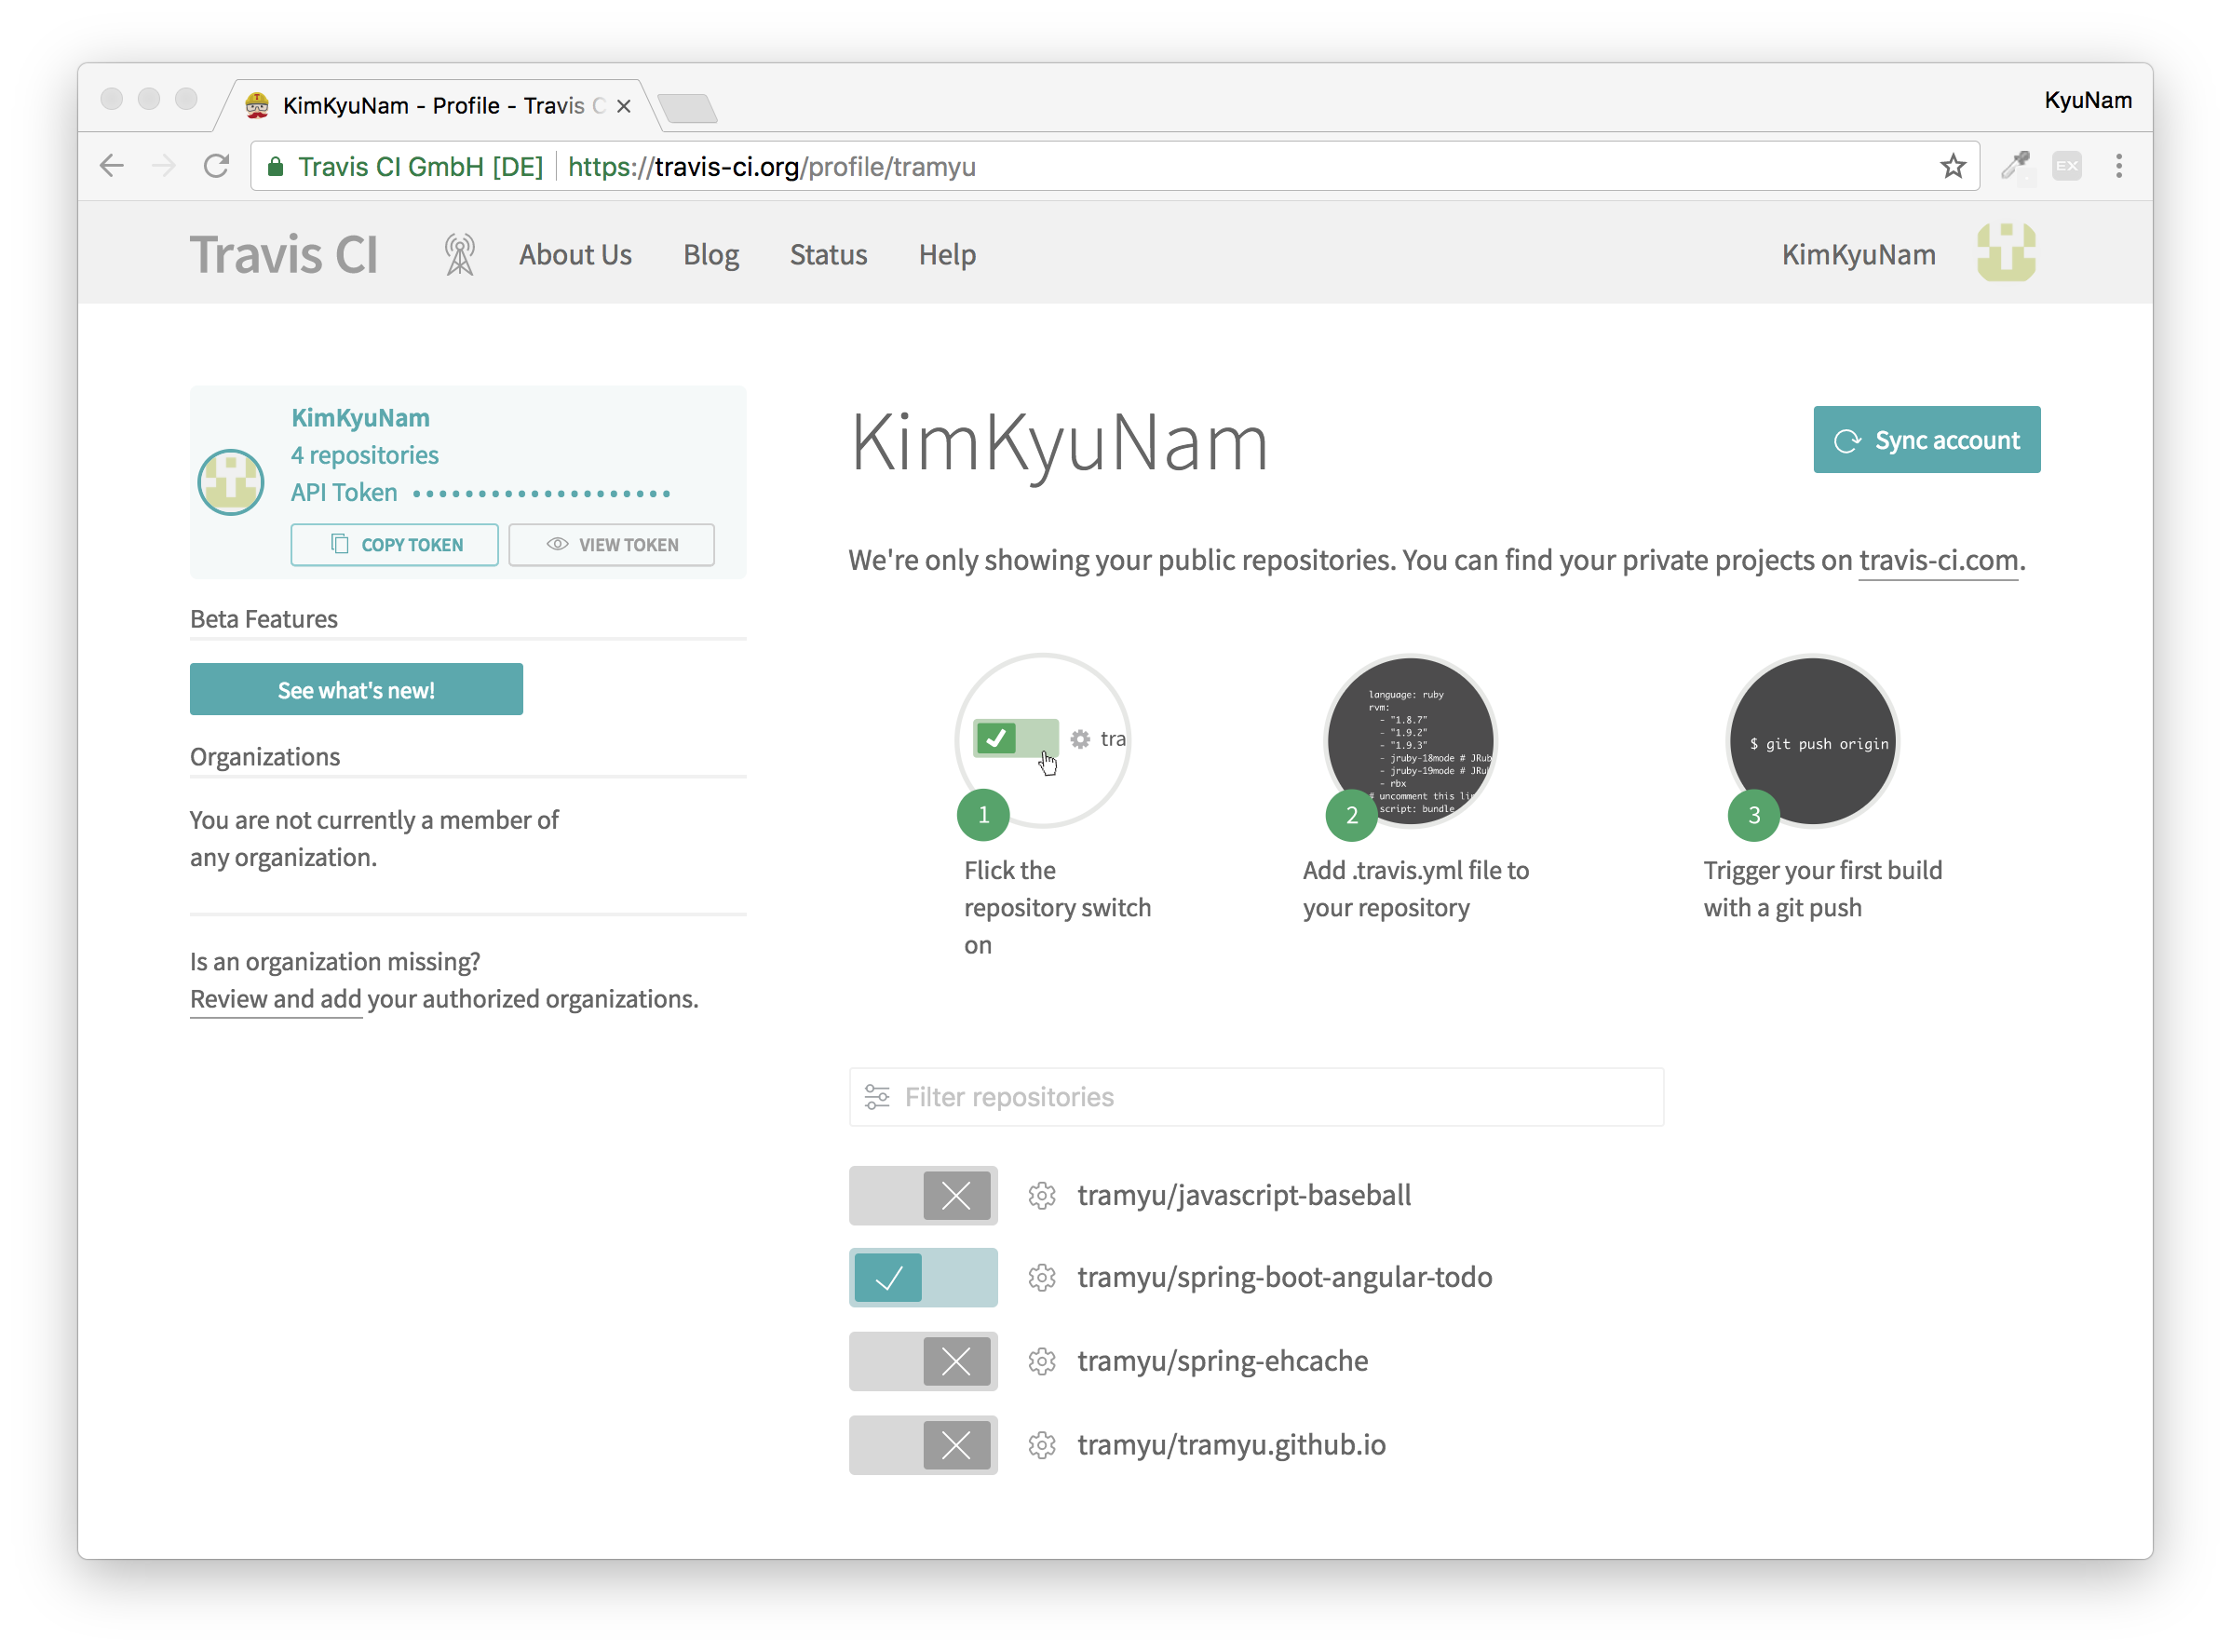 KimKyuNam - Profile - Travis C
KyuNam
Travis CI GmbH [DE] https://travis-ci.org/profile/tramyu
EX
Travis CI About Us Blog Status Help KimKyuNam
KimKyuNam
4 repositories
API Token
COPY TOKEN VIEW TOKEN
Beta Features
See what's new!
Organizations
You are not currently a member of
any organization.
Is an organization missing?
Review and add your authorized organizations.
KimKyuNam
Sync account
We're only showing your public repositories. You can find your private projects on travis-ci.com.
tra
1
Flick the
repository switch
on
language: ruby
rvm:
- "1.8.7"
- "1.9.2"
- "1.9.3"
- jruby-18mode # JRub
- jruby-19mode # JRu
- rbx
# uncomment this li
script: bundle
2
Add .travis.yml file to
your repository
$ git push origin
3
Trigger your first build
with a git push
Filter repositories
tramyu/javascript-baseball
tramyu/spring-boot-angular-todo
tramyu/spring-ehcache
tramyu/tramyu.github.io